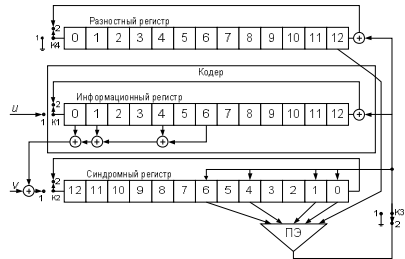 Разностный регистр
2
1
К4
0 1 2 3 4 5 6 7 8 9 10 11 12
Кодер
Информационный регистр
2
U
1
К1
0 1 2 3 4 5 6 7 8 9 10 11 12
Синдромный регистр
2
V
1
К2
12 11 10 9 8 7 6 5 4 3 2 1 0
1
К3
2
ПЭ